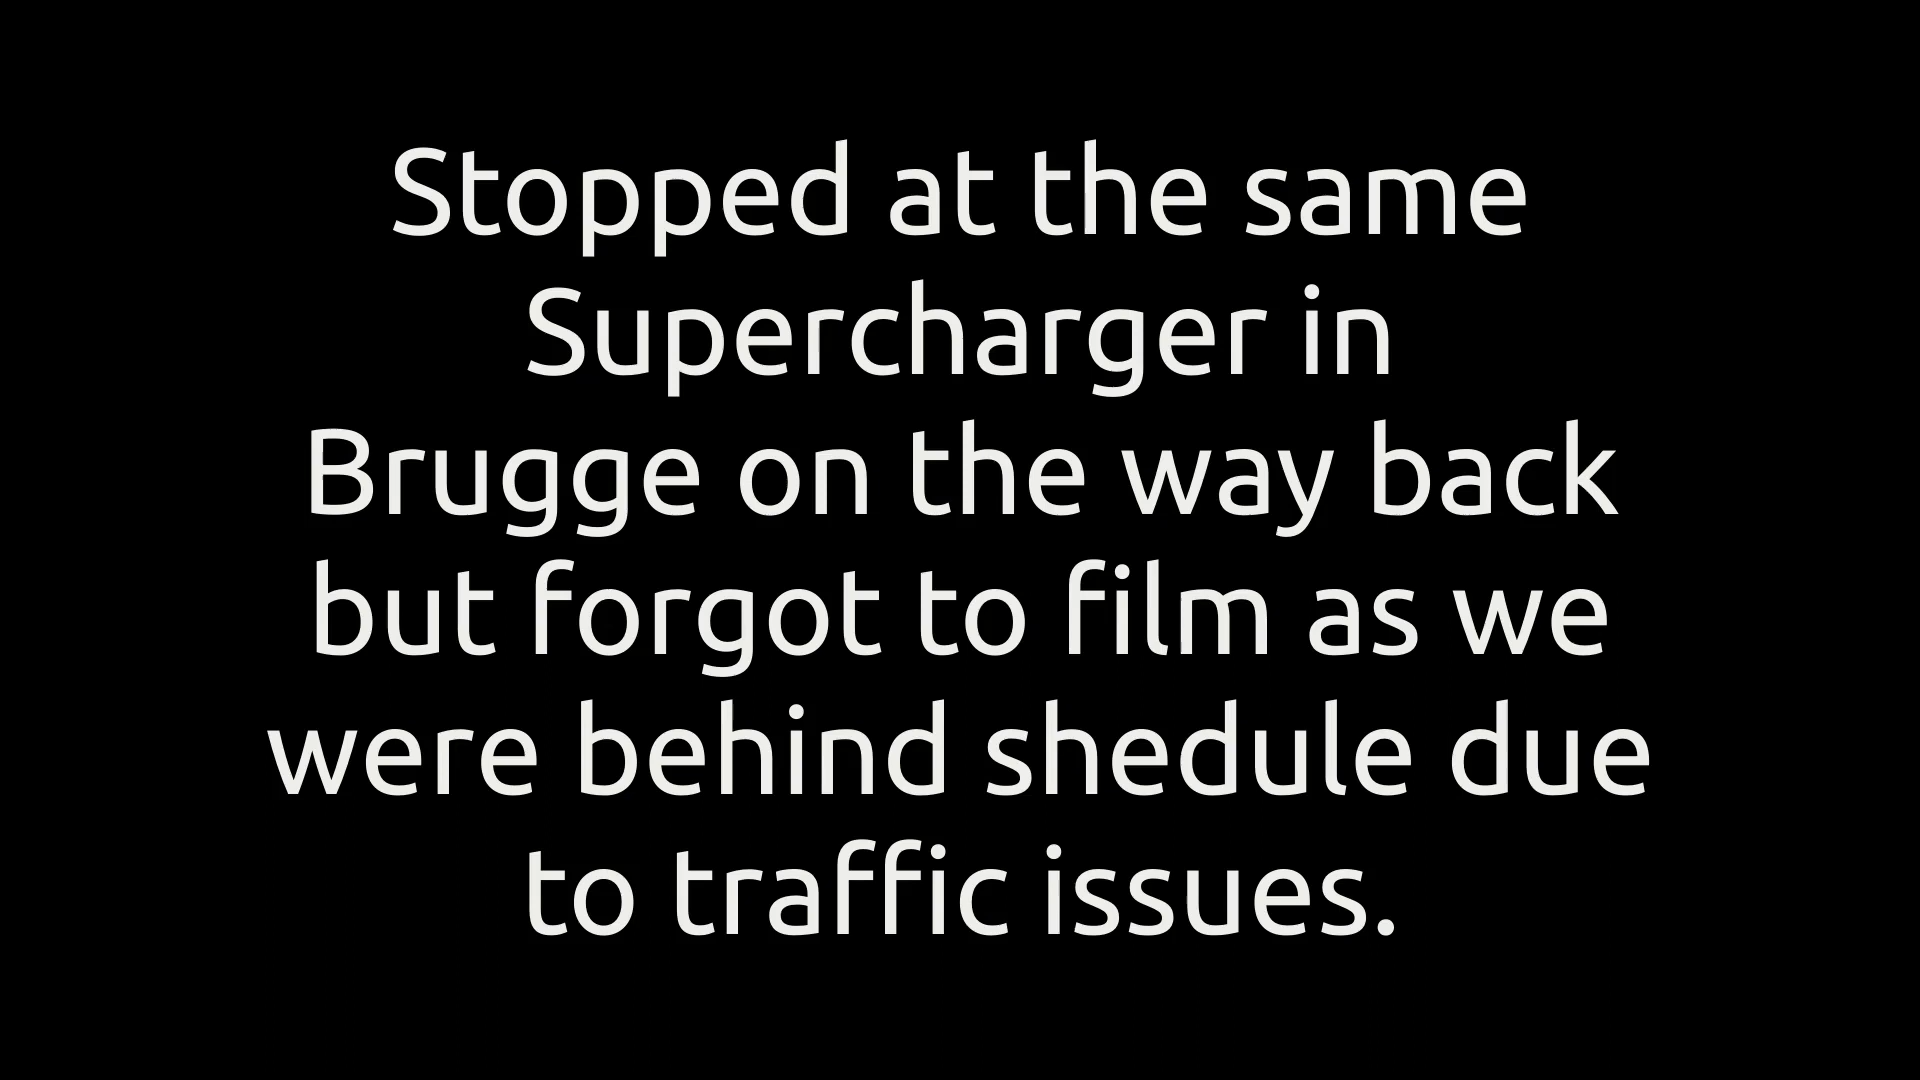 Stopped at the same
Supercharger in
Brugge on the way back
but forgot to film as we
were behind shedule due
to traffic issues.